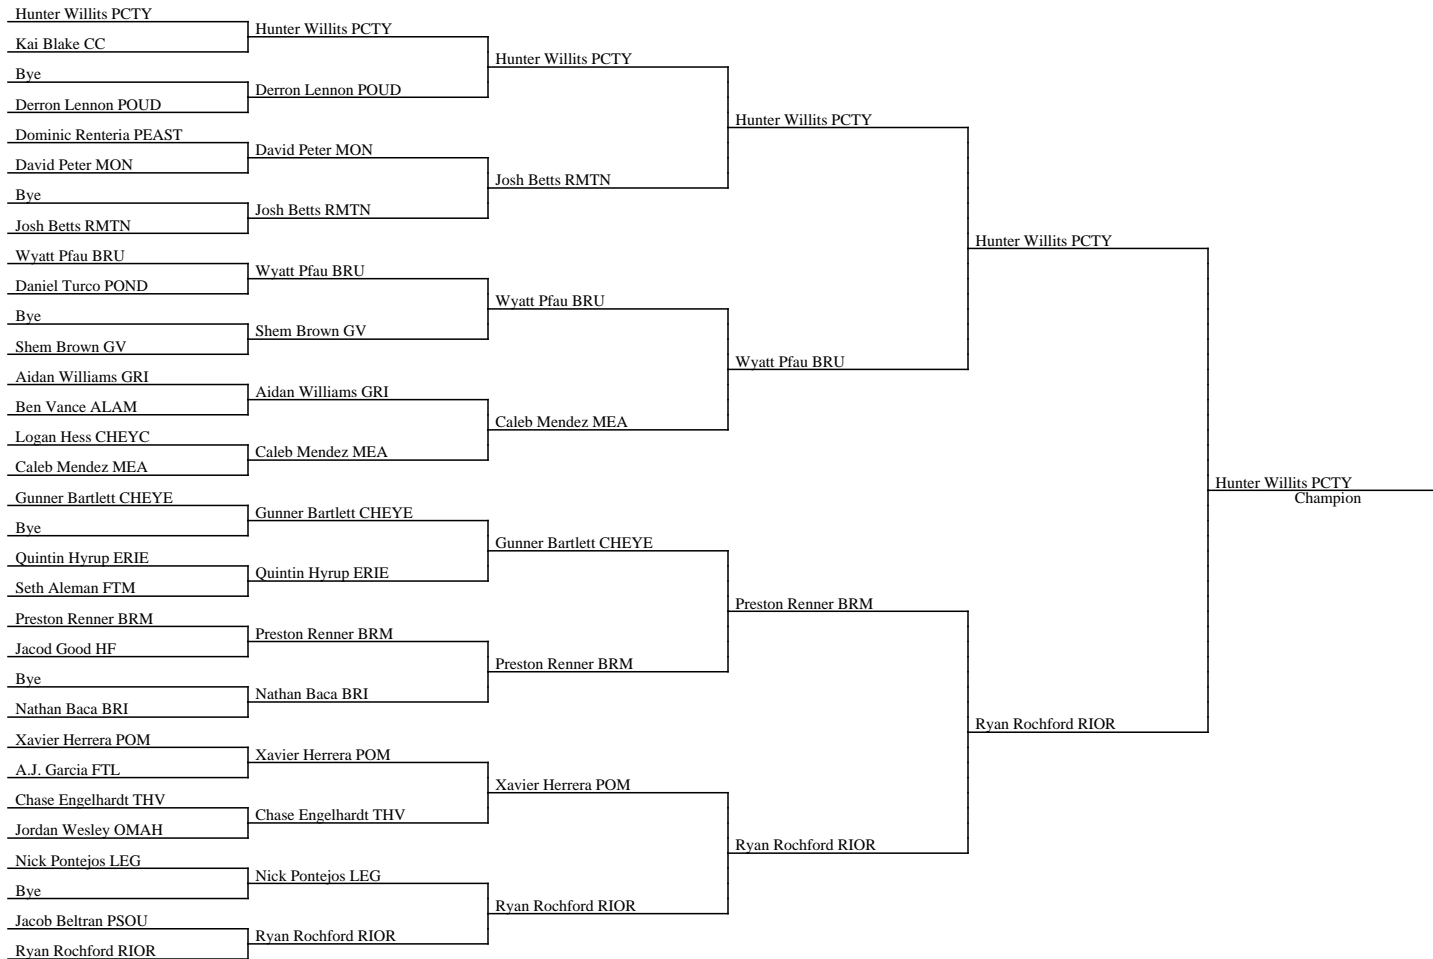 Hunter Willits PCTY
Kai Blake CC
Bye
Derron Lennon POUD
Dominic Renteria PEAST
David Peter MON
Bye
Josh Betts RMTN
Wyatt Pfau BRU
Daniel Turco POND
Bye
Shem Brown GV
Aidan Williams GRI
Ben Vance ALAM
Logan Hess CHEYC
Caleb Mendez MEA
Gunner Bartlett CHEYE
Bye
Quintin Hyrup ERIE
Seth Aleman FTM
Preston Renner BRM
Jacod Good HF
Bye
Nathan Baca BRI
Xavier Herrera POM
A.J. Garcia FTL
Chase Engelhardt THV
Jordan Wesley OMAH
Nick Pontejos LEG
Bye
Jacob Beltran PSOU
Ryan Rochford RIOR
Hunter Willits PCTY
Derron Lennon POUD
David Peter MON
Josh Betts RMTN
Wyatt Pfau BRU
Shem Brown GV
Aidan Williams GRI
Caleb Mendez MEA
Gunner Bartlett CHEYE
Quintin Hyrup ERIE
Preston Renner BRM
Nathan Baca BRI
Xavier Herrera POM
Chase Engelhardt THV
Nick Pontejos LEG
Ryan Rochford RIOR
Hunter Willits PCTY
Josh Betts RMTN
Wyatt Pfau BRU
Caleb Mendez MEA
Gunner Bartlett CHEYE
Preston Renner BRM
Xavier Herrera POM
Ryan Rochford RIOR
Hunter Willits PCTY
Wyatt Pfau BRU
Preston Renner BRM
Ryan Rochford RIOR
Hunter Willits PCTY
Ryan Rochford RIOR
Hunter Willits PCTY
Champion